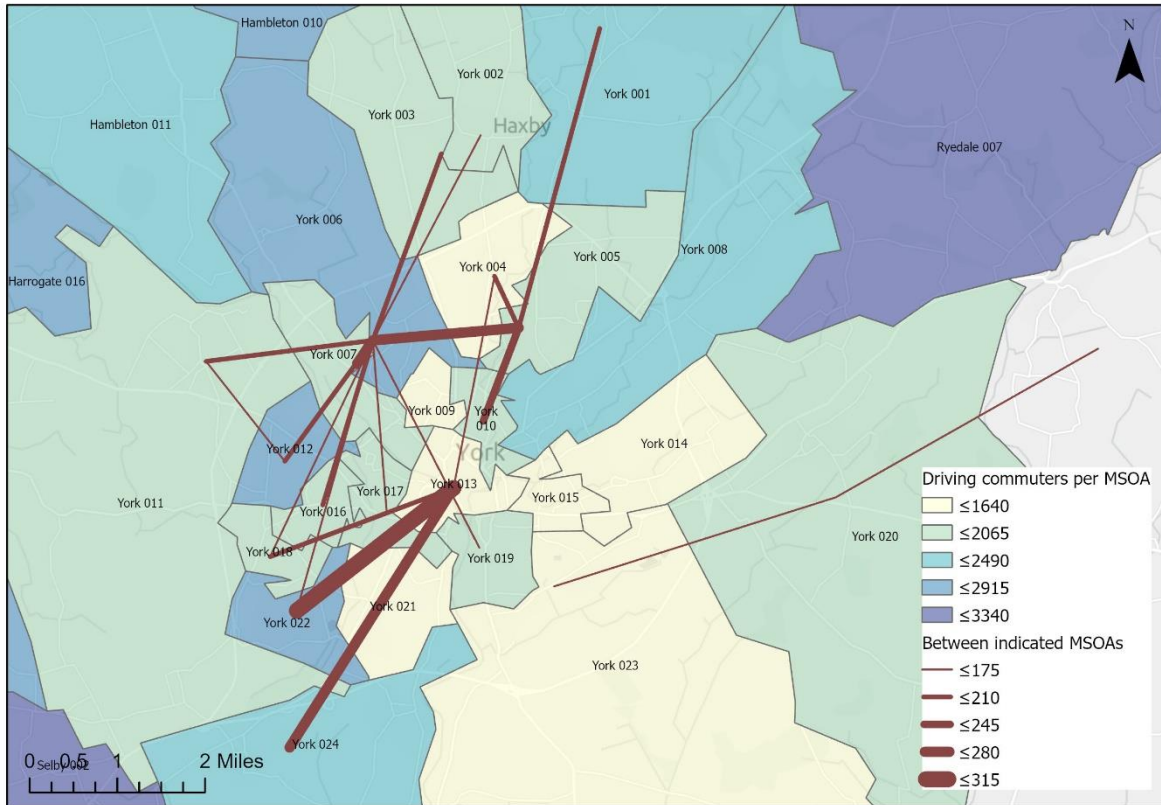 Hambleton 010
N
York 002
York 001
York 003
Haxby
Hambleton 011
Ryedale 007
York 006
York 008
York 005
York 004
Harrogate 016
York 007
York 009
York
010
York
York 014
York 012
York 013
York 017
York 015
York 011
York 016
York 020
York 018
York 019
York 021
York 022
York 023
York 024
Selby 002
0 0.5 1 2 Miles
Driving commuters per MSOA
≤1640
≤2065
≤2490
≤2915
≤3340
Between indicated MSOAs
≤175
≤210
≤245
≤280
≤315